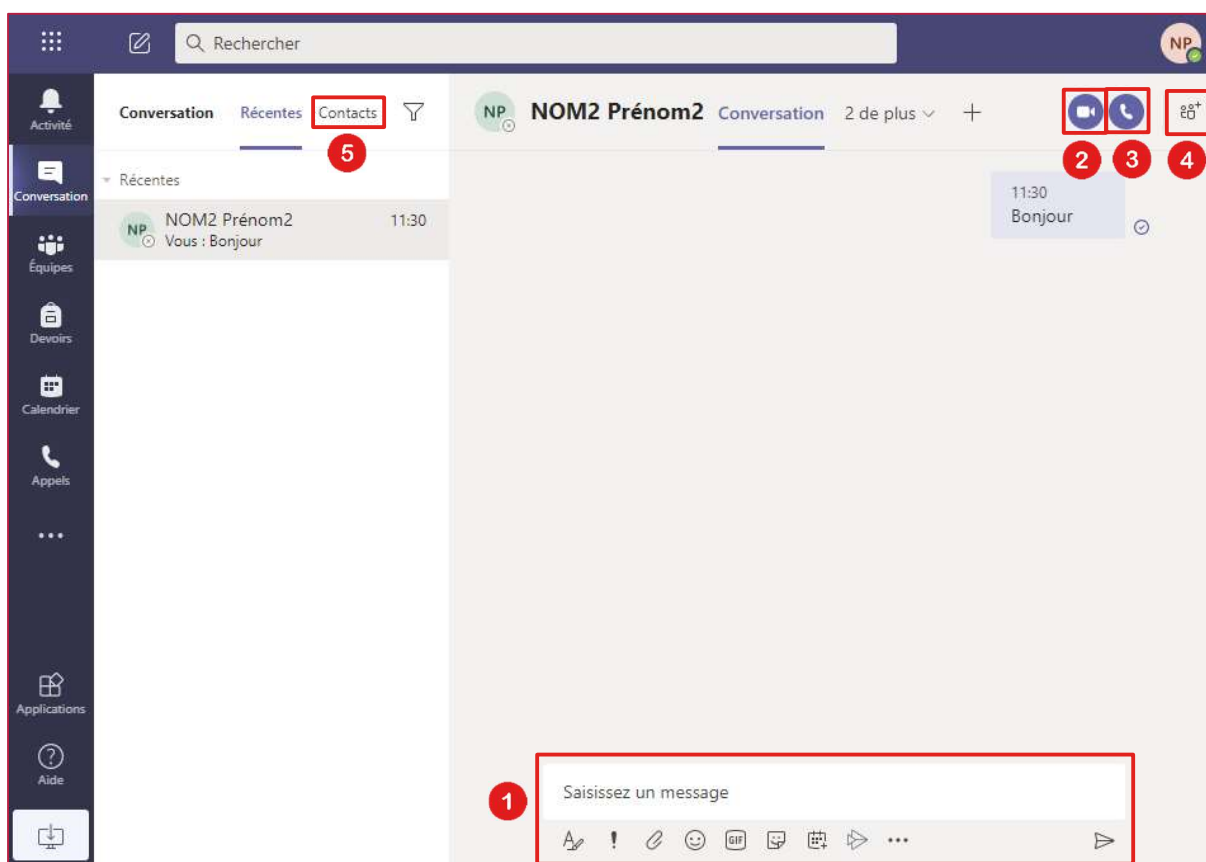 Rechercher
NP
Activité
Conversation
Équipes
Devoirs
Calendrier
Appels
Applications
Aide
Conversation Récentes Contacts
5
Récentes
NP NOM2 Prénom2 11:30
Vous : Bonjour
NP NOM2 Prénom2 Conversation 2 de plus
2 3 4
11:30
Bonjour
1
Saisissez un message
GIF